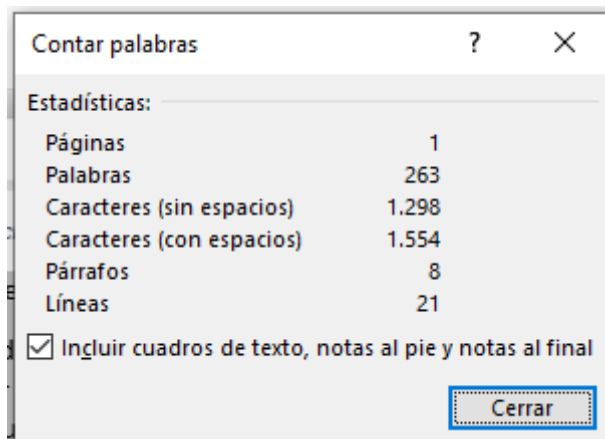 Contar palabras ? ×
Estadísticas:
Páginas 1
Palabras 263
Caracteres (sin espacios) 1.298
Caracteres (con espacios) 1.554
Párrafos 8
Líneas 21
Incluir cuadros de texto, notas al pie y notas al final
Cerrar